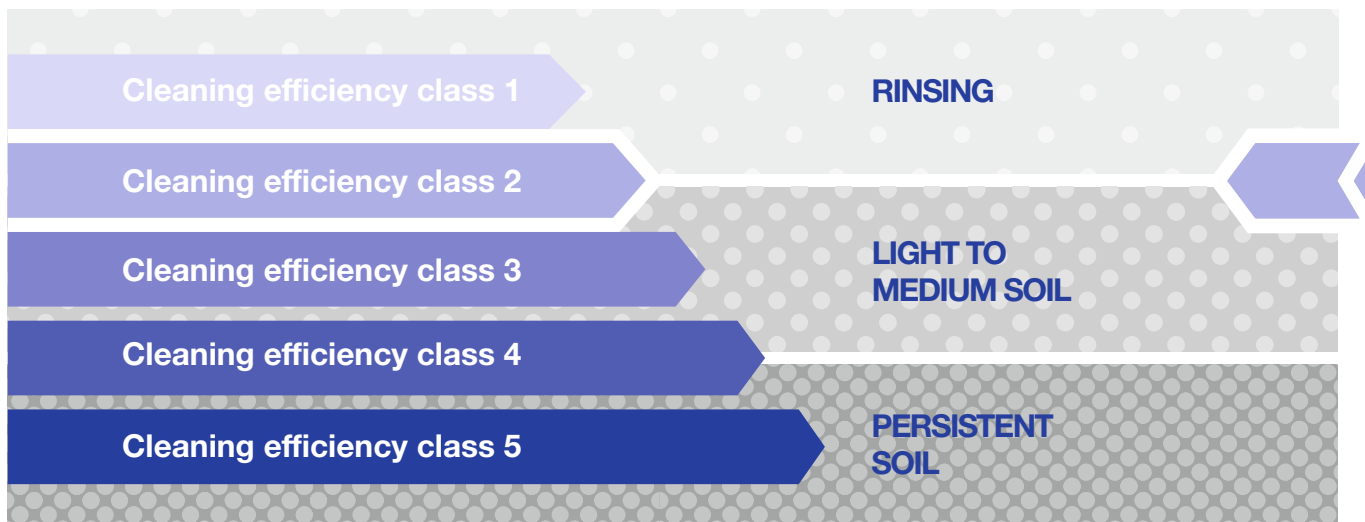 Cleaning efficiency class 1
RINSING
Cleaning efficiency class 2
Cleaning efficiency class 3
LIGHT TO
MEDIUM SOIL
Cleaning efficiency class 4
Cleaning efficiency class 5
PERSISTENT
SOIL